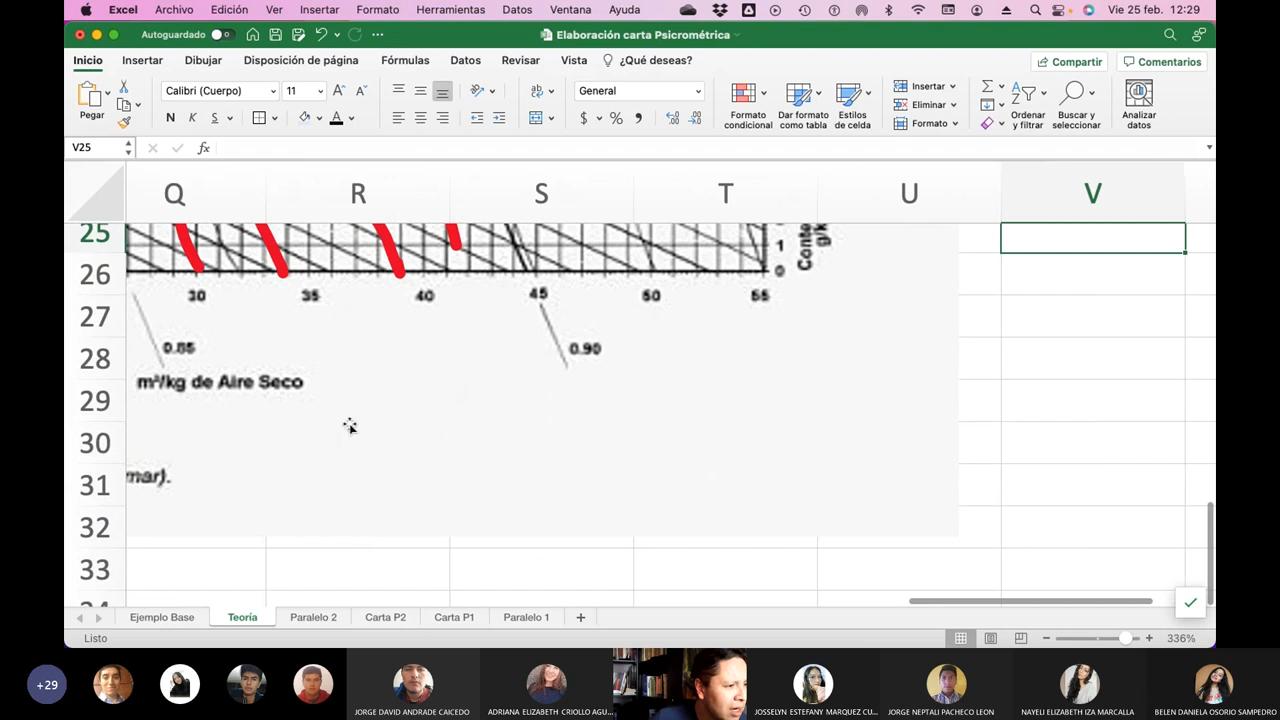 Excel Archivo Edición Ver Insertar Formato Herramientas Datos Ventana Ayuda Vie 25 feb. 12:29
Autoguardado Elaboración carta Psicrométrica
Inicio Insertar Dibujar Disposición de página Fórmulas Datos Revisar Vista ¿Qué deseas? Compartir Comentarios
Pegar Calibri (Cuerpo) 11 General Insertar
N K S Eliminar
Formato
Formato condicional Dar formato como tabla Estilos de celda Ordenar y filtrar Buscar y seleccionar Analizar datos
V25 fx
Q R S T U V
25 1
26 0
30 35 40 45 50 55
27
28 0.85 0.90
m³/kg de Aire Seco
29
30
31 mar).
32
33
Conte
g/k
Ejemplo Base Teoría Paralelo 2 Carta P2 Carta P1 Paralelo 1
Listo 336%
+29
JORGE DAVID ANDRADE CAICEDO ADRIANA ELIZABETH CRIOLLO AGU... JOSSELYN ESTEFANY MARQUEZ CU... JORGE NEPTALI PACHECO LEON NAYELI ELIZABETH IZA MARCALLA BELEN DANIELA OSORIO SAMPEDRO